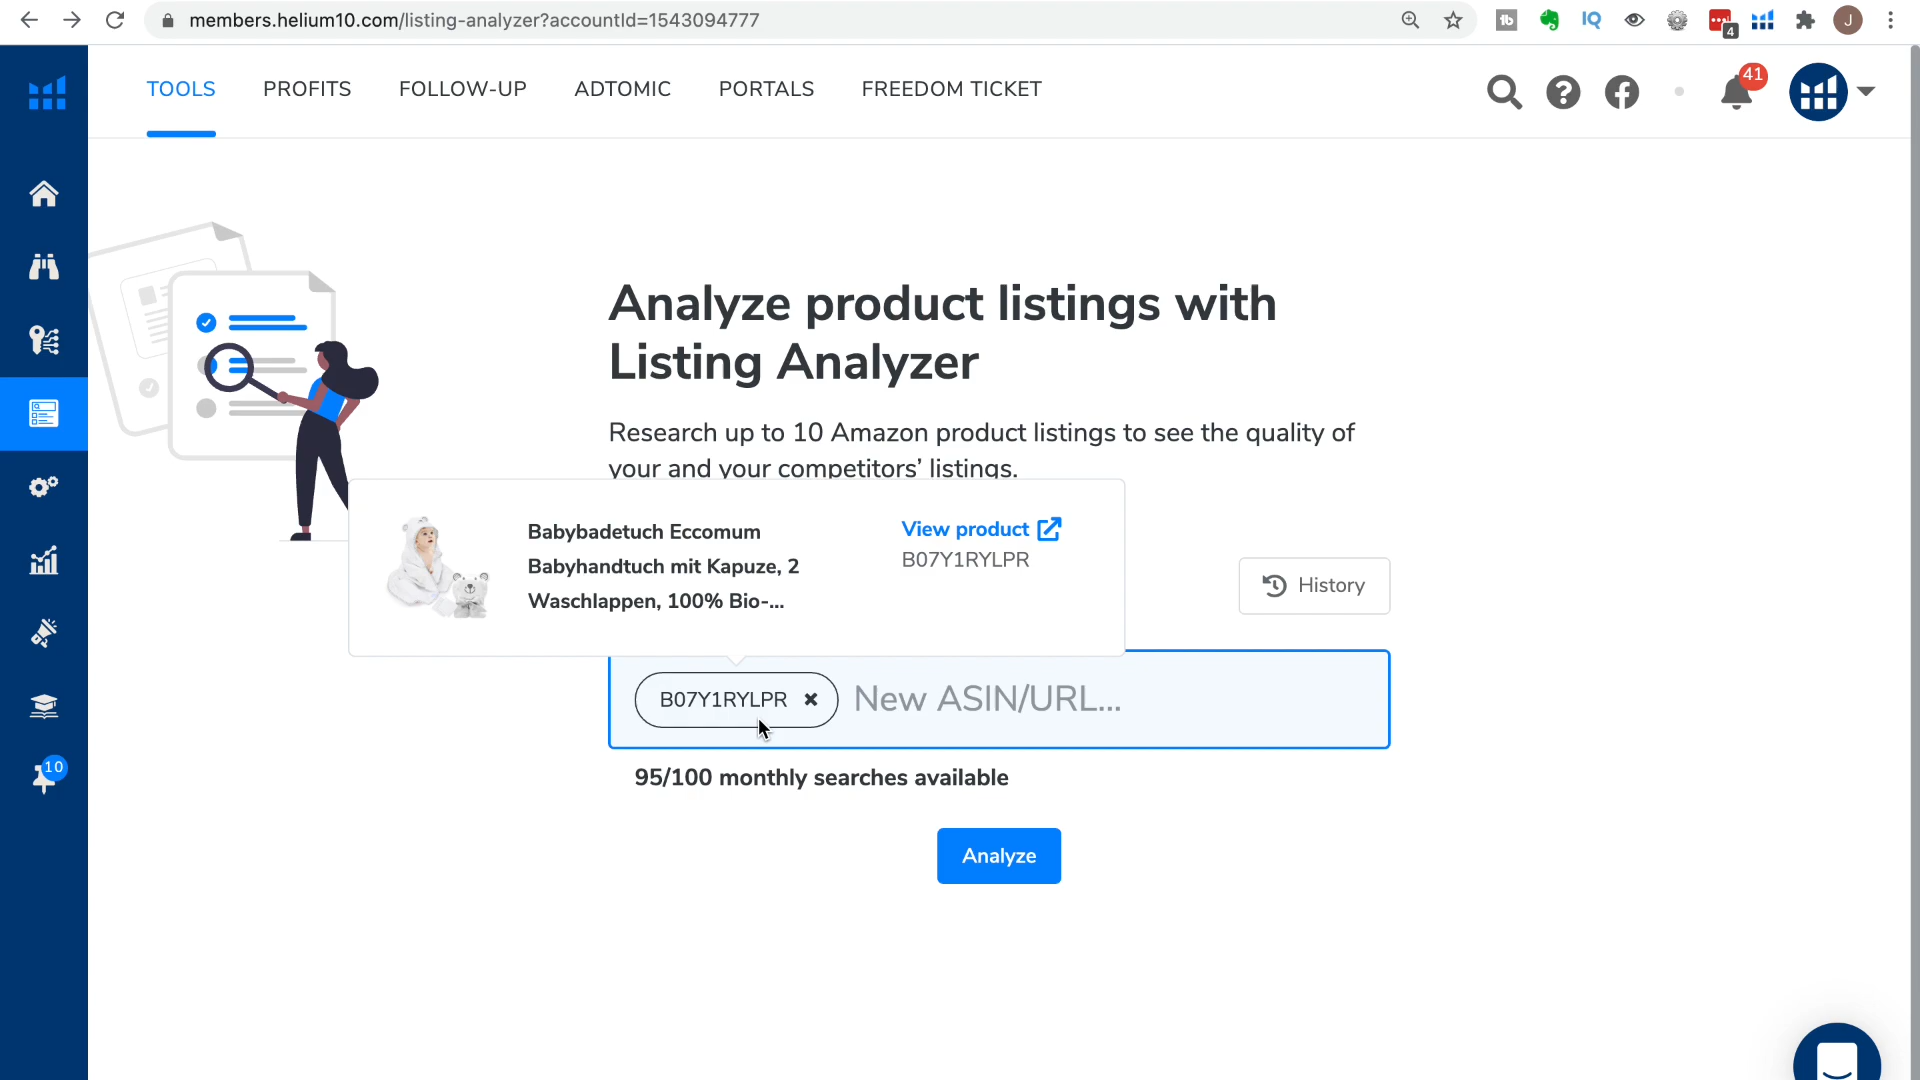 members.helium10.com/listing-analyzer?accountId=1543094777
tb
IQ
4
J
TOOLS
PROFITS
FOLLOW-UP
ADTOMIC
PORTALS
FREEDOM TICKET
41
Analyze product listings with
Listing Analyzer
Research up to 10 Amazon product listings to see the quality of
your and your competitors’ listings.
Babybadetuch Eccomum
Babyhandtuch mit Kapuze, 2
Waschlappen, 100% Bio-...
View product
B07Y1RYLPR
History
B07Y1RYLPR
New ASIN/URL...
95/100 monthly searches available
10
Analyze